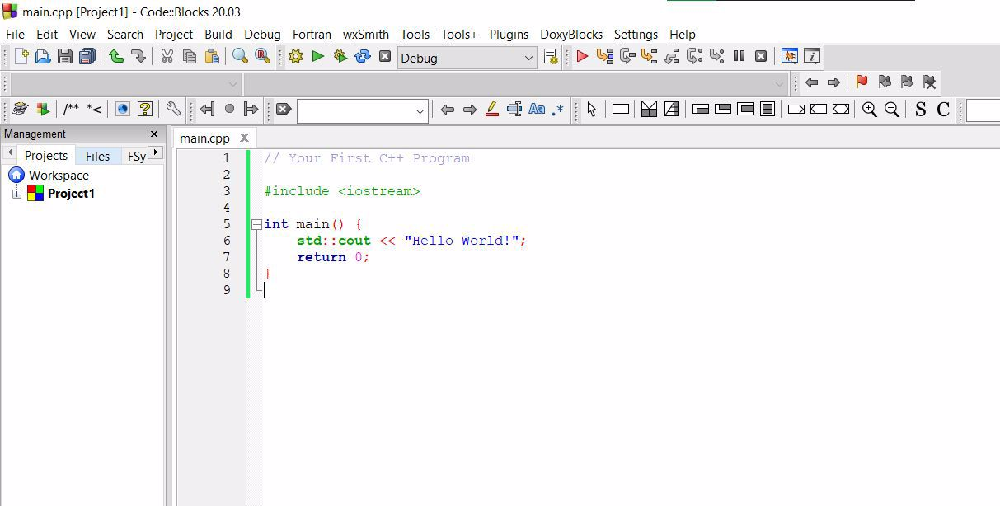 main.cpp [Project1] - Code::Blocks 20.03
File Edit View Search Project Build Debug Fortran wxSmith Tools Tools+ Plugins DoxyBlocks Settings Help
Debug
/** *< Aa .* S C
Management
Projects Files FSy
Workspace
Project1
main.cpp
1 // Your First C++ Program
2
3 #include <iostream>
4
5 int main() {
6 std::cout << "Hello World!";
7 return 0;
8 }
9